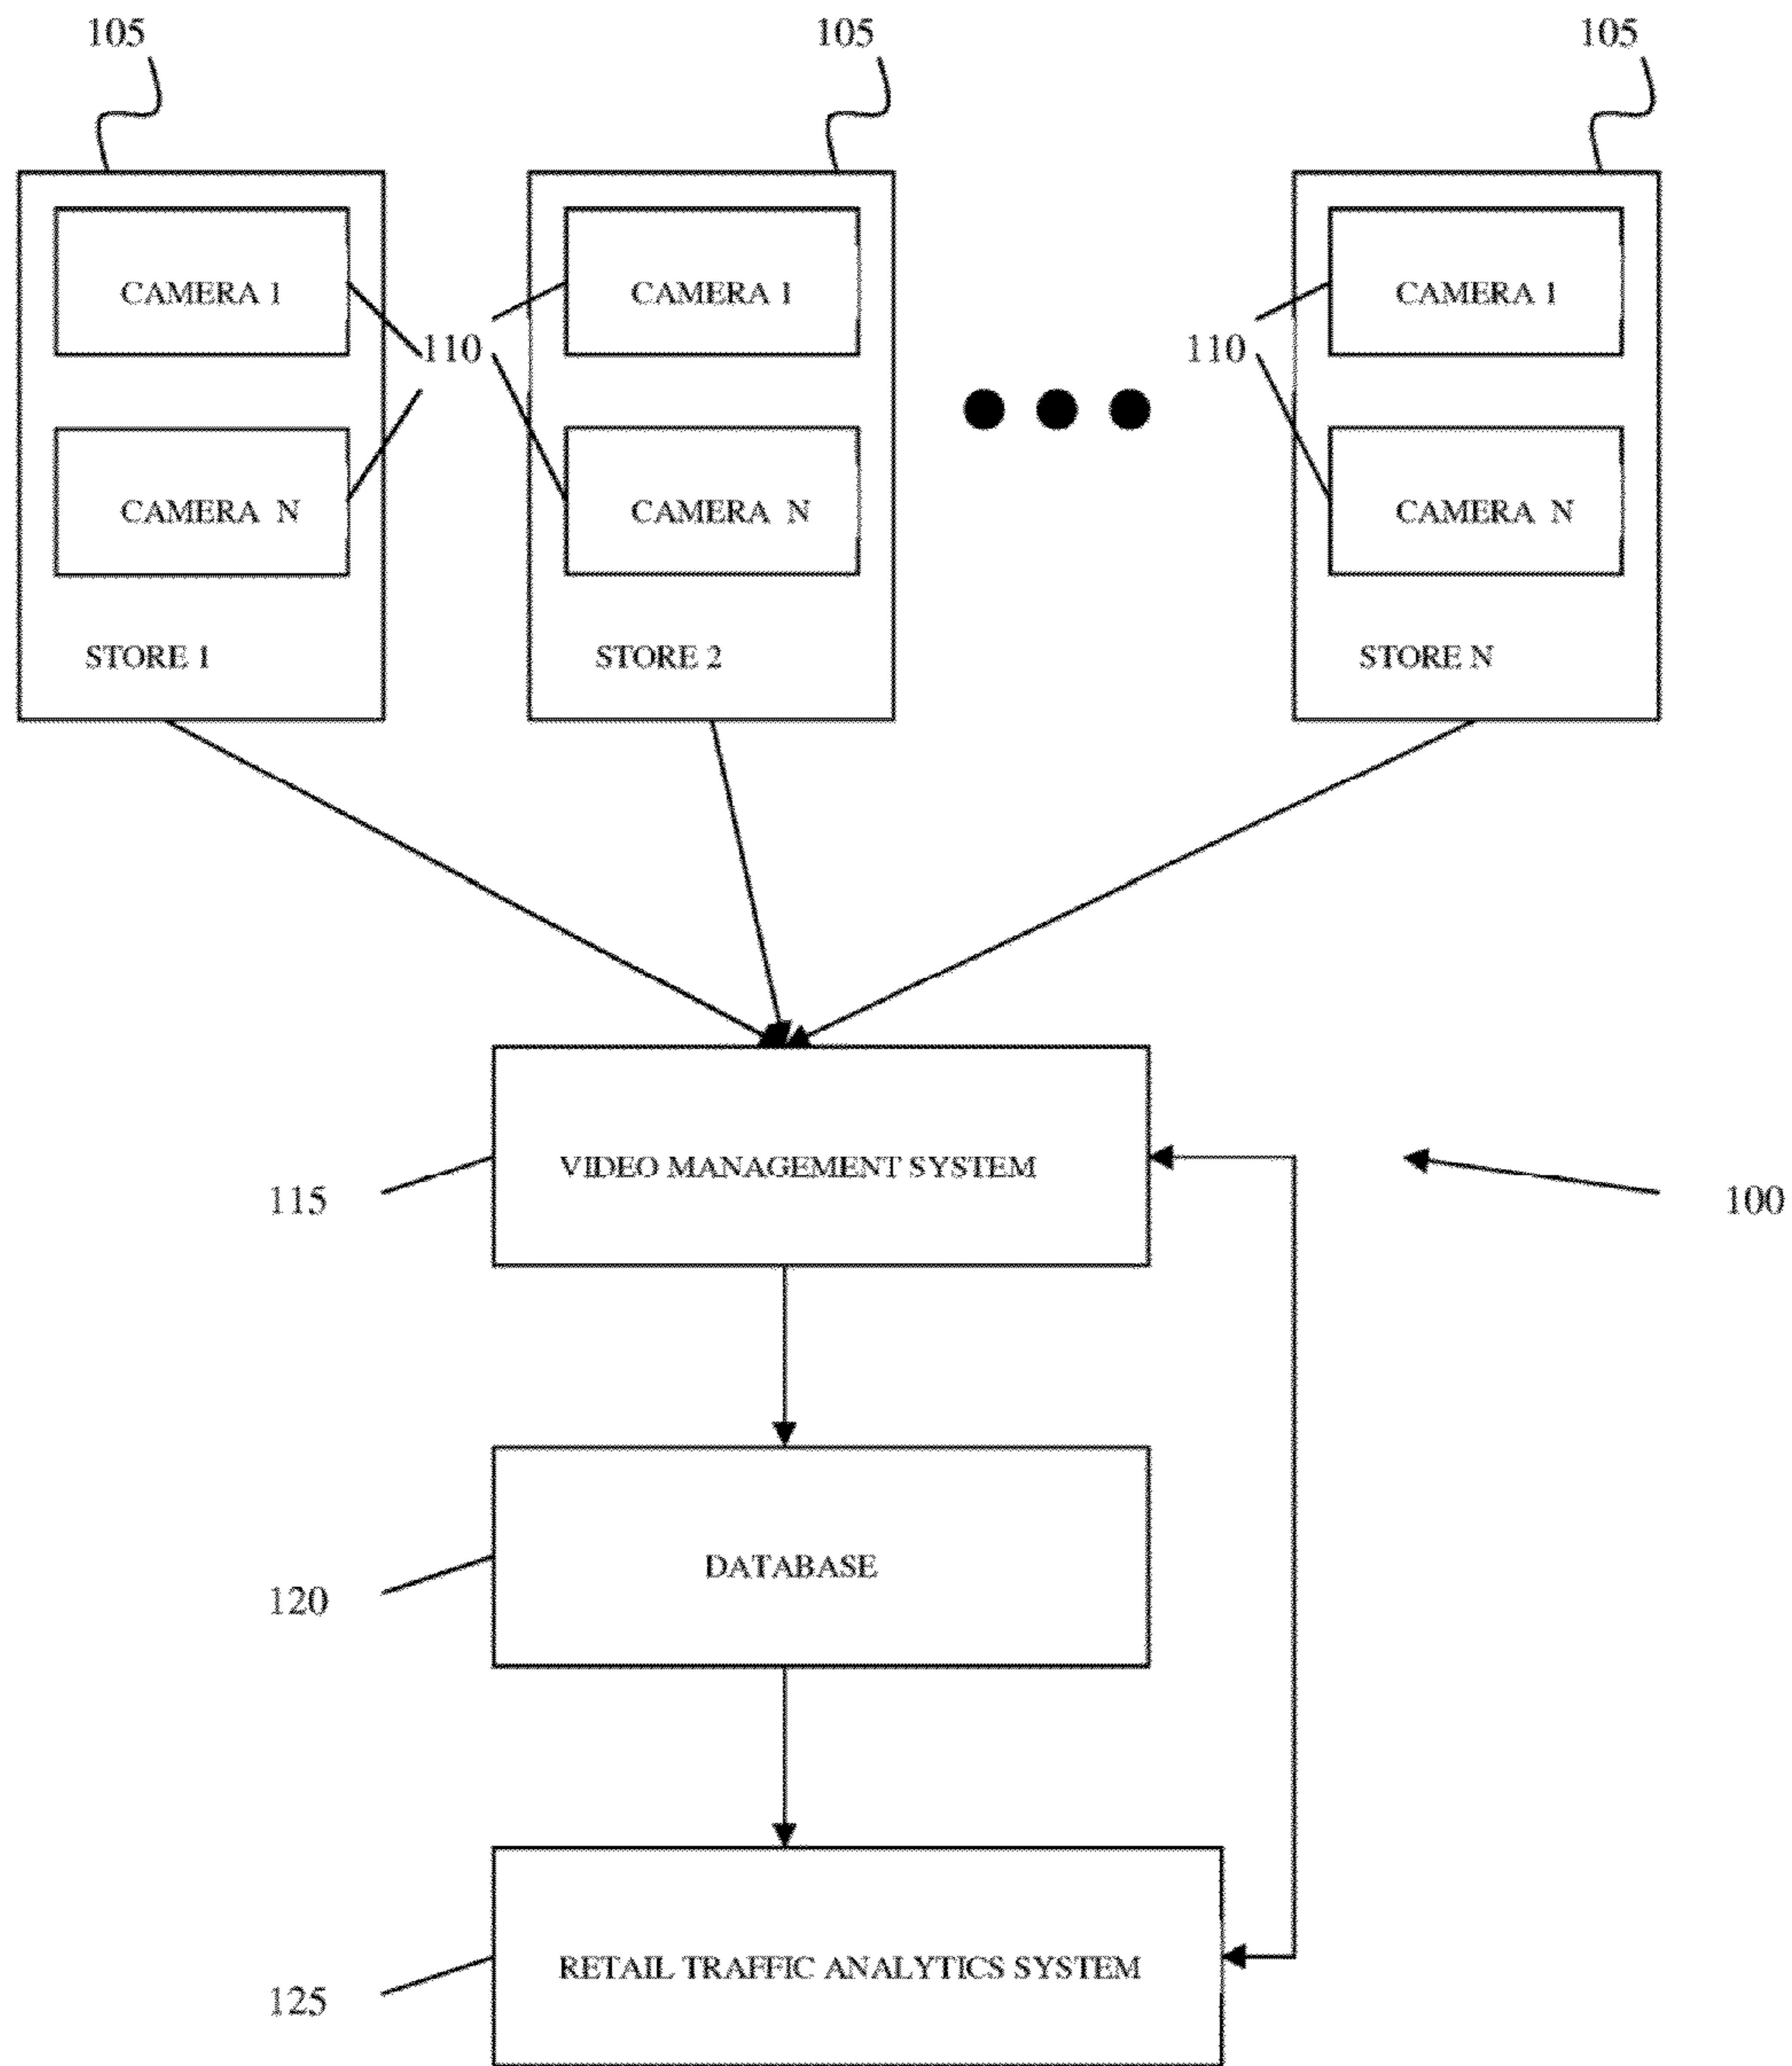 105 105 105
CAMERA 1 CAMERA 1 CAMERA 1
110 110
CAMERA N CAMERA N CAMERA N
STORE 1 STORE 2 STORE N
VIDEO MANAGEMENT SYSTEM
115 100
DATABASE
120
RETAIL TRAFFIC ANALYTICS SYSTEM
125